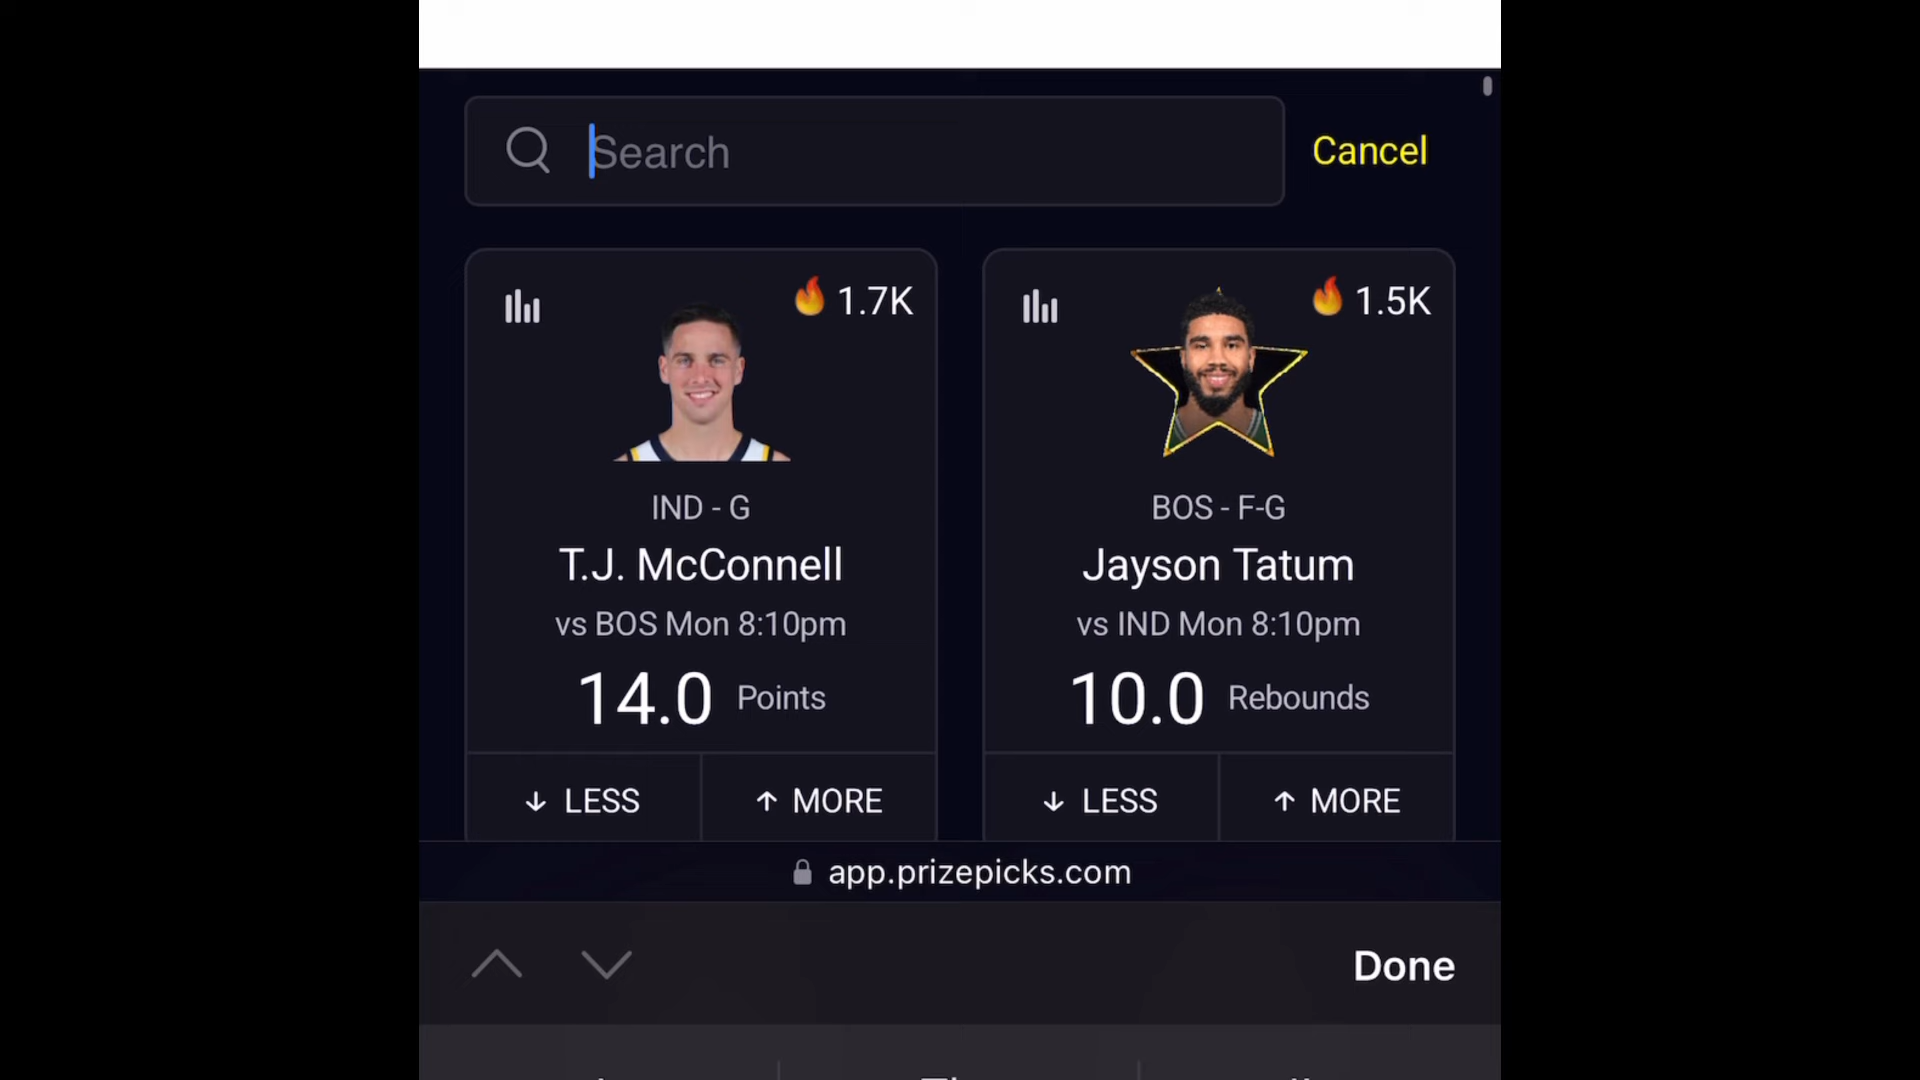 Search
Cancel
1.7K
1.5K
IND - G
BOS - F-G
T.J. McConnell
Jayson Tatum
vs BOS Mon 8:10pm
vs IND Mon 8:10pm
14.0 Points
10.0 Rebounds
↓ LESS
↑ MORE
↓ LESS
↑ MORE
app.prizepicks.com
Done